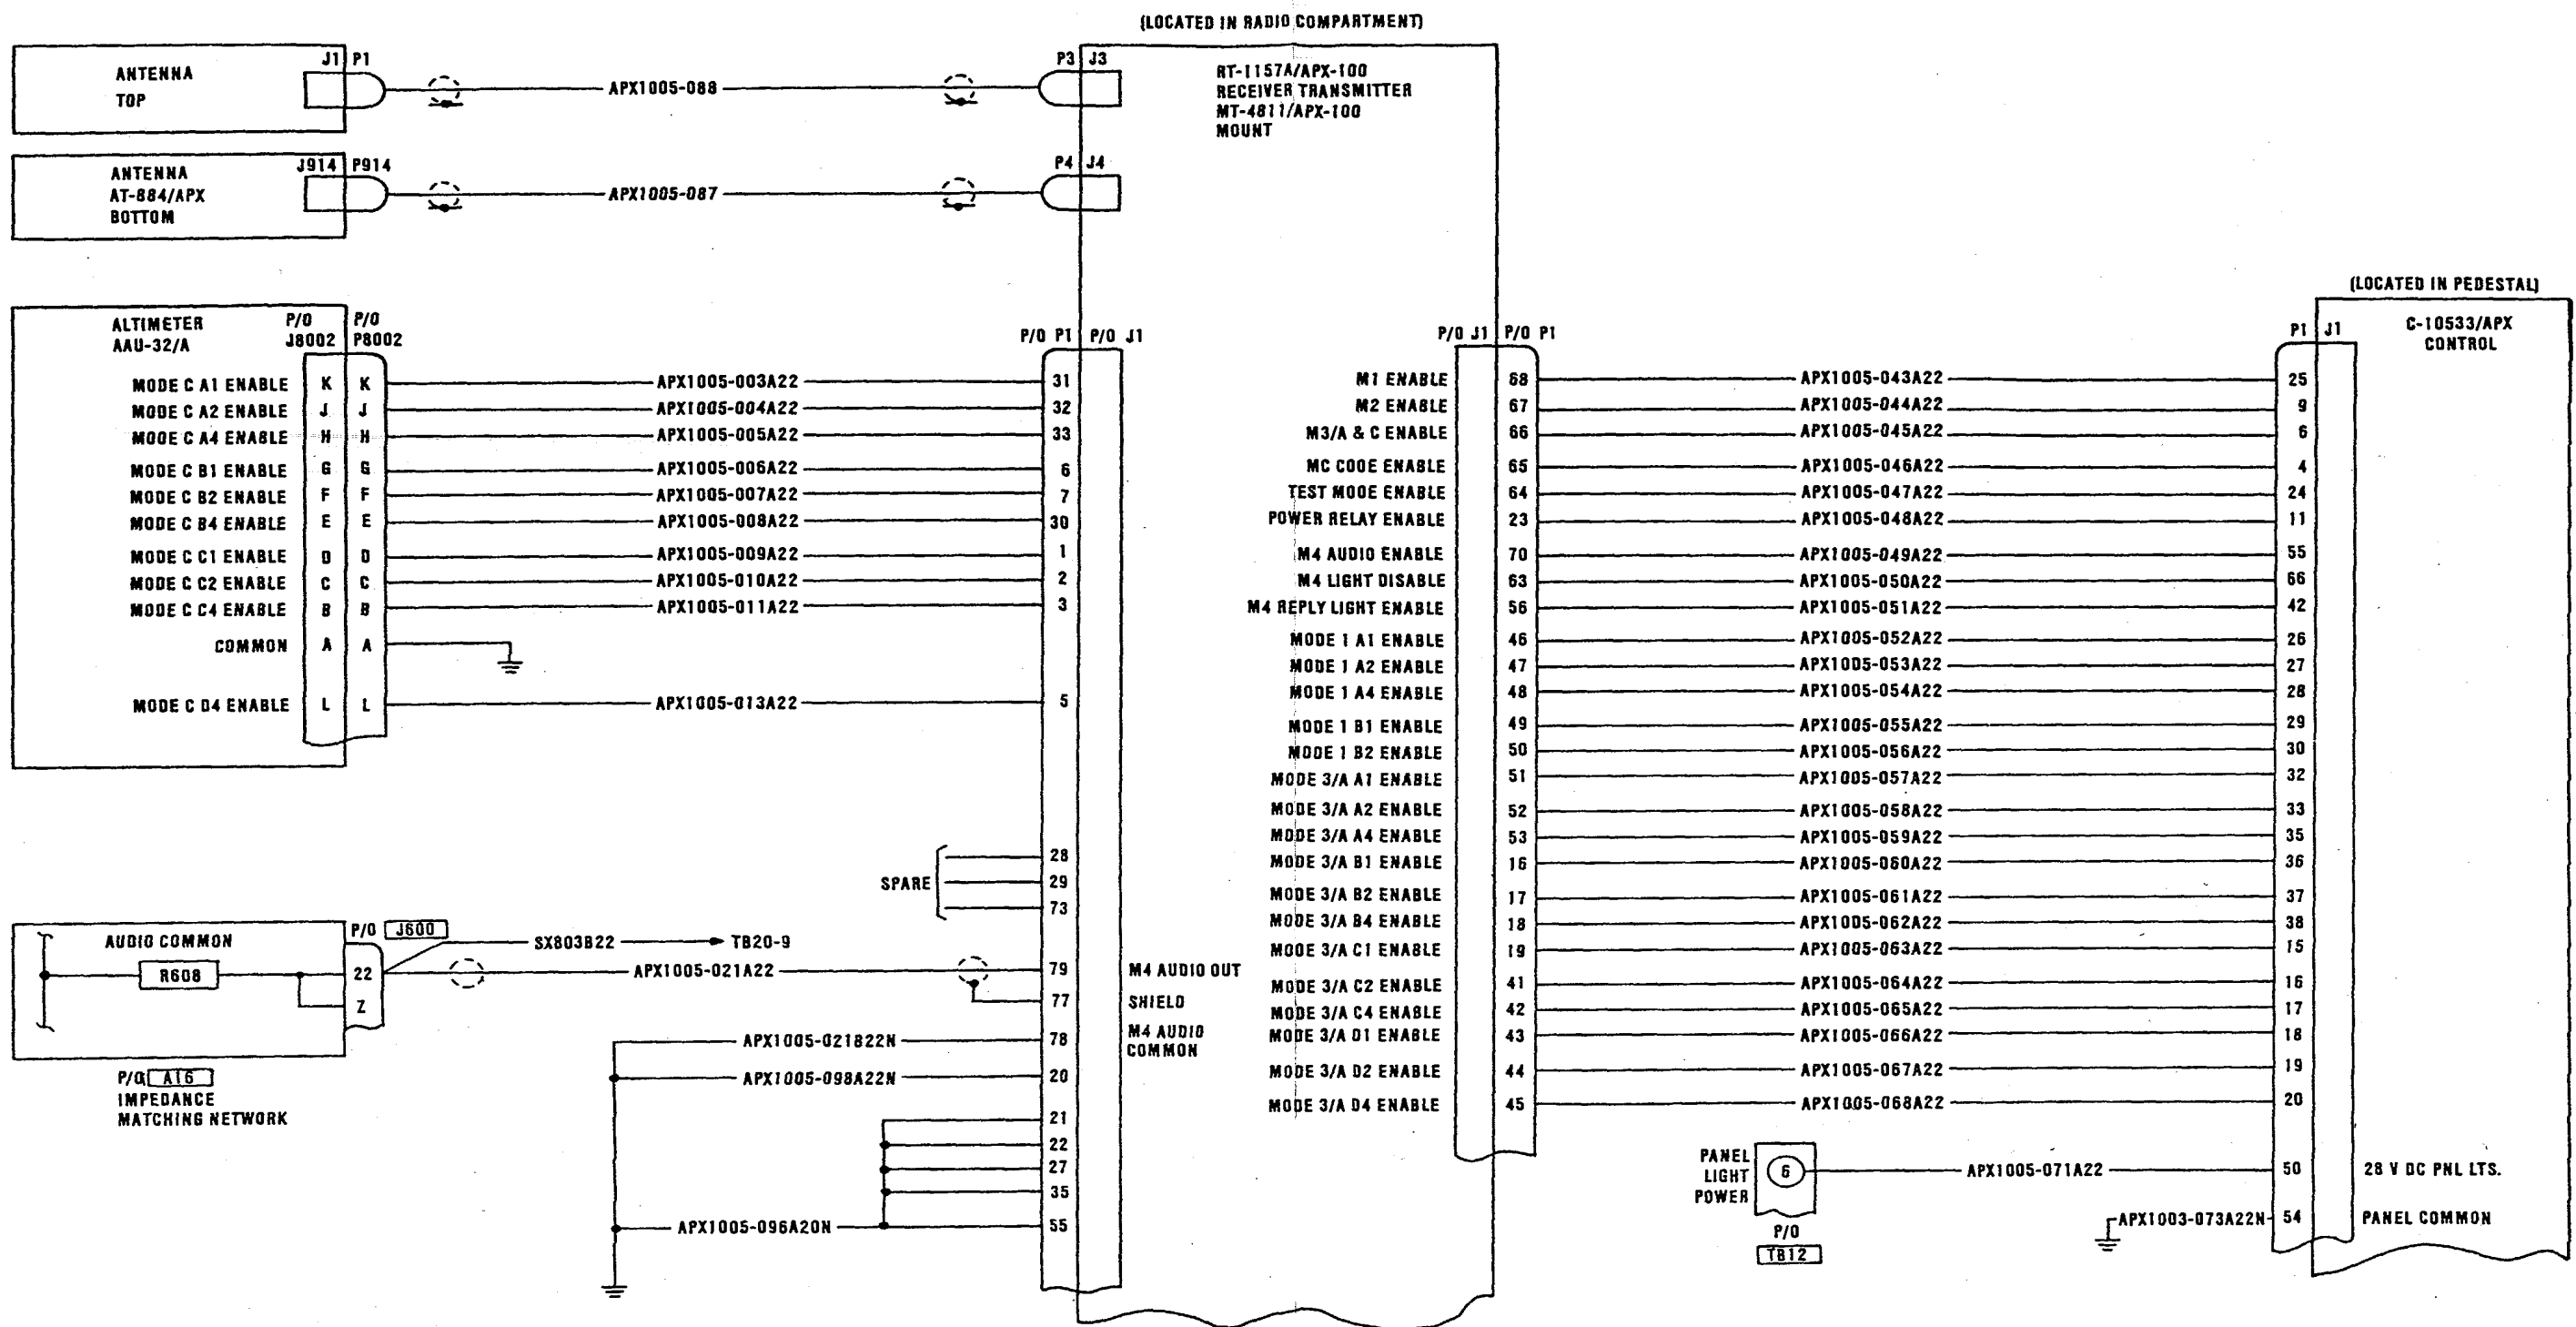 (LOCATED IN RADIO COMPARTMENT)
ANTENNA
TOP
J1 P1
APX1005-088
P3 J3
RT-1157A/APX-100
RECEIVER TRANSMITTER
MT-4811/APX-100
MOUNT
ANTENNA
AT-884/APX
BOTTOM
J914 P914
APX1005-087
P4 J4
ALTIMETER
AAU-32/A
P/O J8002
P/O P8002
P/O P1 P/O J1
MODE C A1 ENABLE K K APX1005-003A22 31
MODE C A2 ENABLE J J APX1005-004A22 32
MODE C A4 ENABLE H H APX1005-005A22 33
MODE C B1 ENABLE G G APX1005-006A22 6
MODE C B2 ENABLE F F APX1005-007A22 7
MODE C B4 ENABLE E E APX1005-008A22 30
MODE C C1 ENABLE D D APX1005-009A22 1
MODE C C2 ENABLE C C APX1005-010A22 2
MODE C C4 ENABLE B B APX1005-011A22 3
COMMON A A
MODE C D4 ENABLE L L APX1005-013A22 5
SPARE
28
29
73
AUDIO COMMON
R608
P/O J600
22
Z
SX803B22 TB20-9
APX1005-021A22 79 M4 AUDIO OUT
77 SHIELD
APX1005-021B22N 78 M4 AUDIO
COMMON
APX1005-098A22N 20
21
22
27
35
APX1005-096A20N 55
P/O A16
IMPEDANCE
MATCHING NETWORK
(LOCATED IN PEDESTAL)
C-10533/APX
CONTROL
P/O J1 P/O P1
P1 J1
M1 ENABLE 68 APX1005-043A22 25
M2 ENABLE 67 APX1005-044A22 9
M3/A & C ENABLE 66 APX1005-045A22 6
MC CODE ENABLE 65 APX1005-046A22 4
TEST MODE ENABLE 64 APX1005-047A22 24
POWER RELAY ENABLE 23 APX1005-048A22 11
M4 AUDIO ENABLE 70 APX1005-049A22 55
M4 LIGHT DISABLE 63 APX1005-050A22 66
M4 REPLY LIGHT ENABLE 56 APX1005-051A22 42
MODE 1 A1 ENABLE 46 APX1005-052A22 26
MODE 1 A2 ENABLE 47 APX1005-053A22 27
MODE 1 A4 ENABLE 48 APX1005-054A22 28
MODE 1 B1 ENABLE 49 APX1005-055A22 29
MODE 1 B2 ENABLE 50 APX1005-056A22 30
MODE 3/A A1 ENABLE 51 APX1005-057A22 32
MODE 3/A A2 ENABLE 52 APX1005-058A22 33
MODE 3/A A4 ENABLE 53 APX1005-059A22 35
MODE 3/A B1 ENABLE 16 APX1005-060A22 36
MODE 3/A B2 ENABLE 17 APX1005-061A22 37
MODE 3/A B4 ENABLE 18 APX1005-062A22 38
MODE 3/A C1 ENABLE 19 APX1005-063A22 15
MODE 3/A C2 ENABLE 41 APX1005-064A22 16
MODE 3/A C4 ENABLE 42 APX1005-065A22 17
MODE 3/A D1 ENABLE 43 APX1005-066A22 18
MODE 3/A D2 ENABLE 44 APX1005-067A22 19
MODE 3/A D4 ENABLE 45 APX1005-068A22 20
PANEL
LIGHT
POWER
6 APX1005-071A22 50 28 V DC PNL LTS.
P/O
TB12
APX1003-073A22N 54 PANEL COMMON